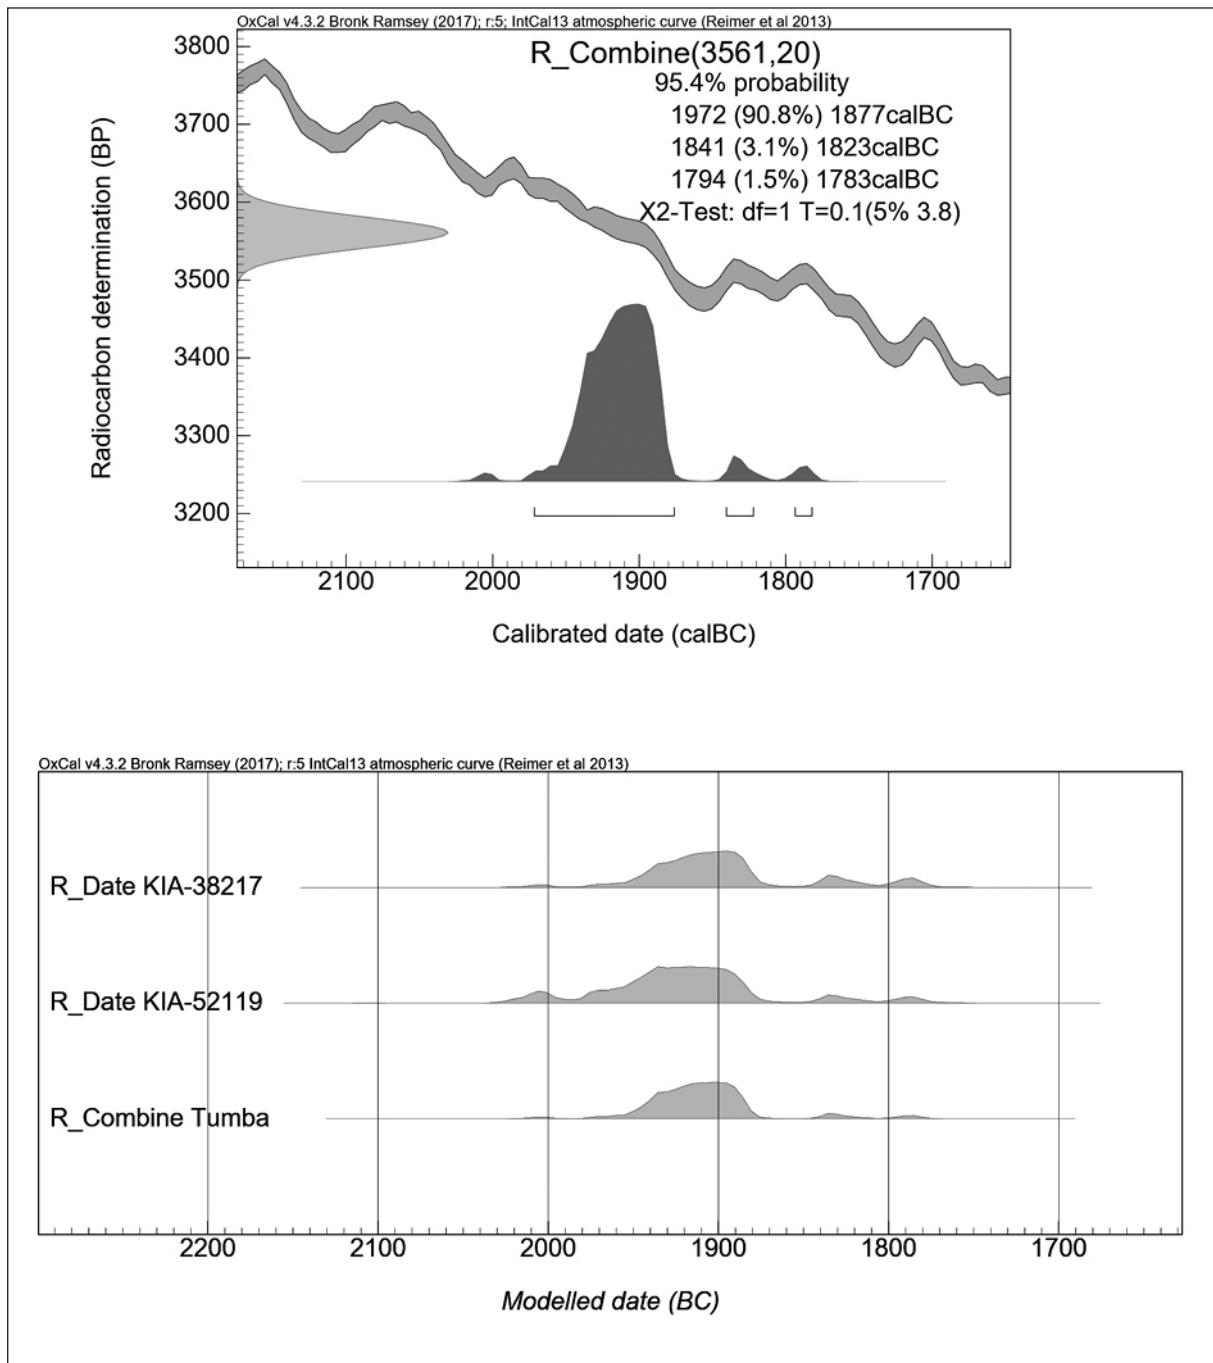 OxCal v4.3.2 Bronk Ramsey (2017); r:5; IntCal13 atmospheric curve (Reimer et al 2013)
R_Combine(3561,20)
95.4% probability
1972 (90.8%) 1877calBC
1841 (3.1%) 1823calBC
1794 (1.5%) 1783calBC
X2-Test: df=1 T=0.1(5% 3.8)
Radiocarbon determination (BP)
3800
3700
3600
3500
3400
3300
3200
2100 2000 1900 1800 1700
Calibrated date (calBC)
OxCal v4.3.2 Bronk Ramsey (2017); r:5 IntCal13 atmospheric curve (Reimer et al 2013)
R_Date KIA-38217
R_Date KIA-52119
R_Combine Tumba
2200 2100 2000 1900 1800 1700
Modelled date (BC)